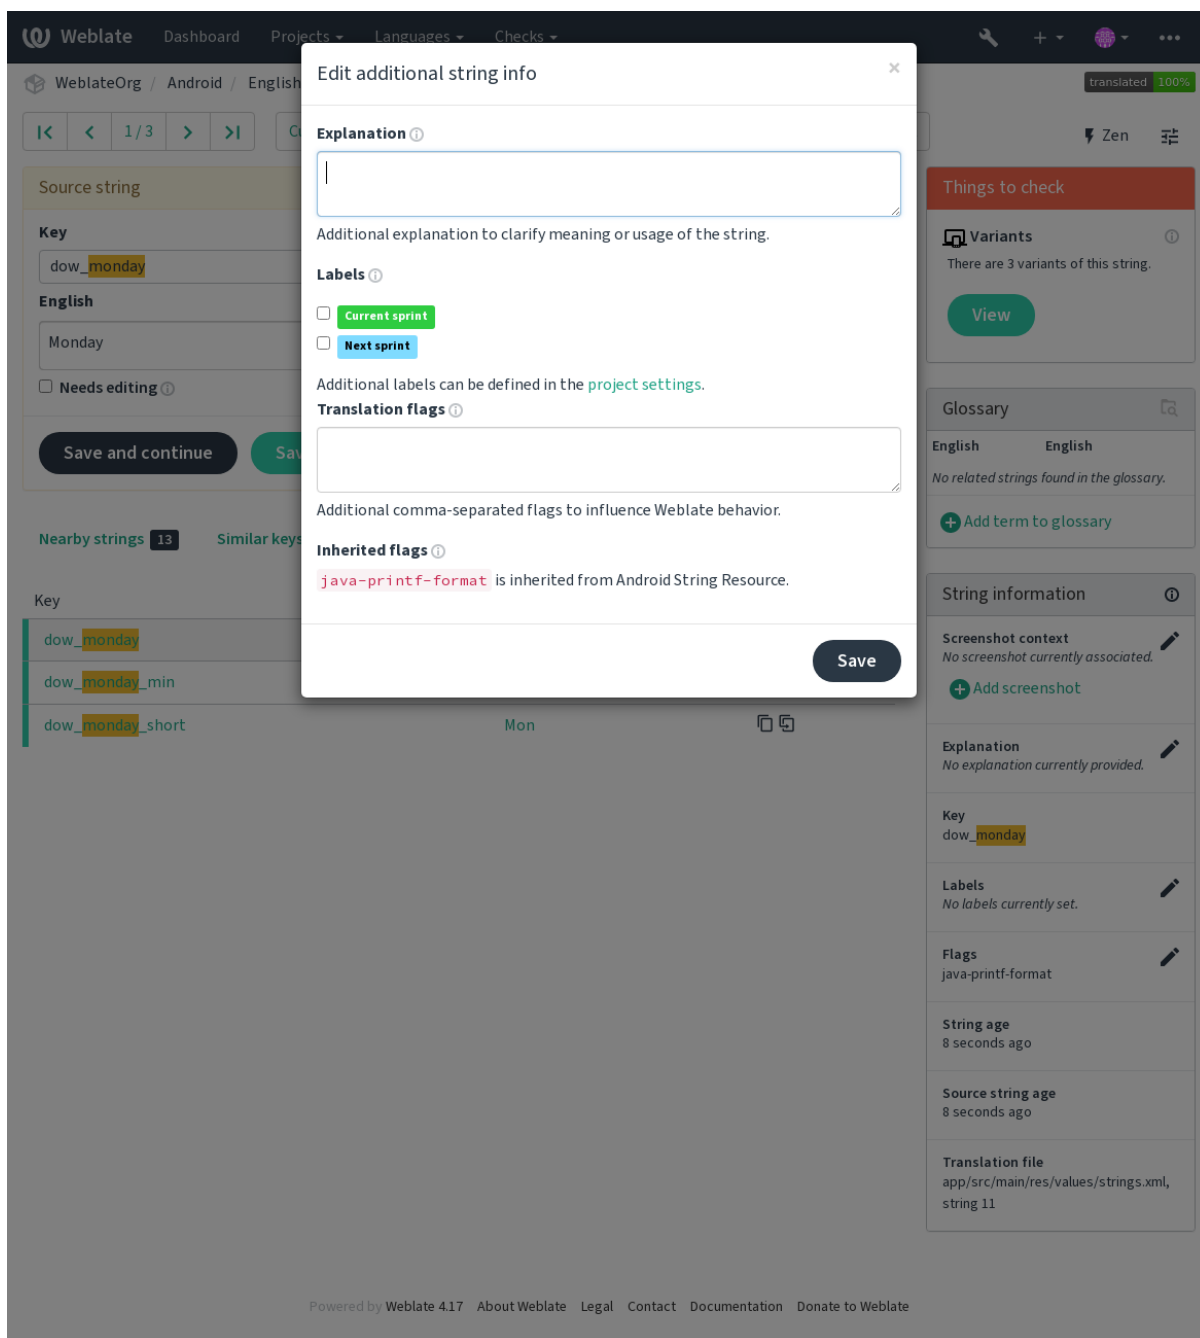 Weblate Dashboard Projects Languages Checks
WeblateOrg / Android / English
translated 100%
1 / 3
Zen
Edit additional string info
×
Explanation
Additional explanation to clarify meaning or usage of the string.
Labels
Current sprint
Next sprint
Additional labels can be defined in the project settings.
Translation flags
Additional comma-separated flags to influence Weblate behavior.
Inherited flags
java-printf-format is inherited from Android String Resource.
Save
Source string
Key
dow_monday
English
Monday
Needs editing
Save and continue
Nearby strings 13 Similar keys
Key
dow_monday
dow_monday_min
dow_monday_short Mon
Things to check
Variants
There are 3 variants of this string.
View
Glossary
English English
No related strings found in the glossary.
Add term to glossary
String information
Screenshot context
No screenshot currently associated.
Add screenshot
Explanation
No explanation currently provided.
Key
dow_monday
Labels
No labels currently set.
Flags
java-printf-format
String age
8 seconds ago
Source string age
8 seconds ago
Translation file
app/src/main/res/values/strings.xml,
string 11
Powered by Weblate 4.17 About Weblate Legal Contact Documentation Donate to Weblate